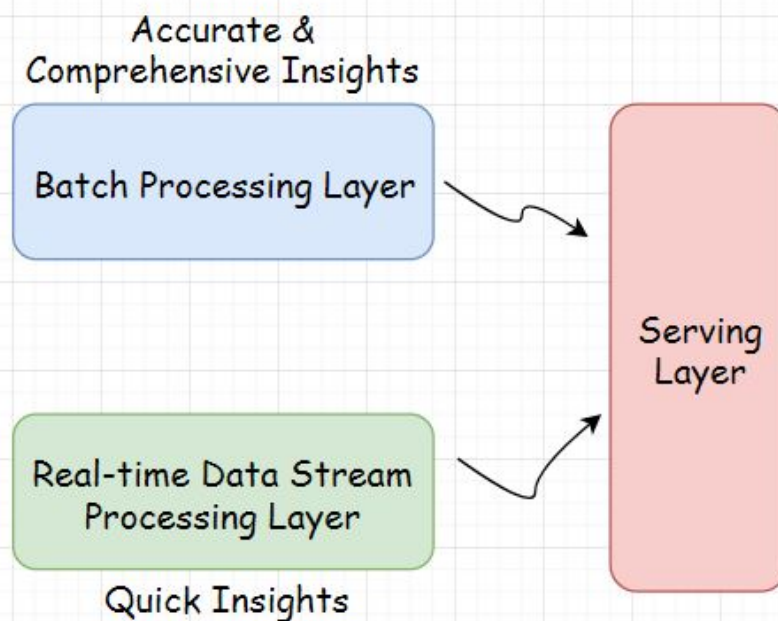 Accurate &
Comprehensive Insights
Batch Processing Layer
Serving
Layer
Real-time Data Stream
Processing Layer
Quick Insights